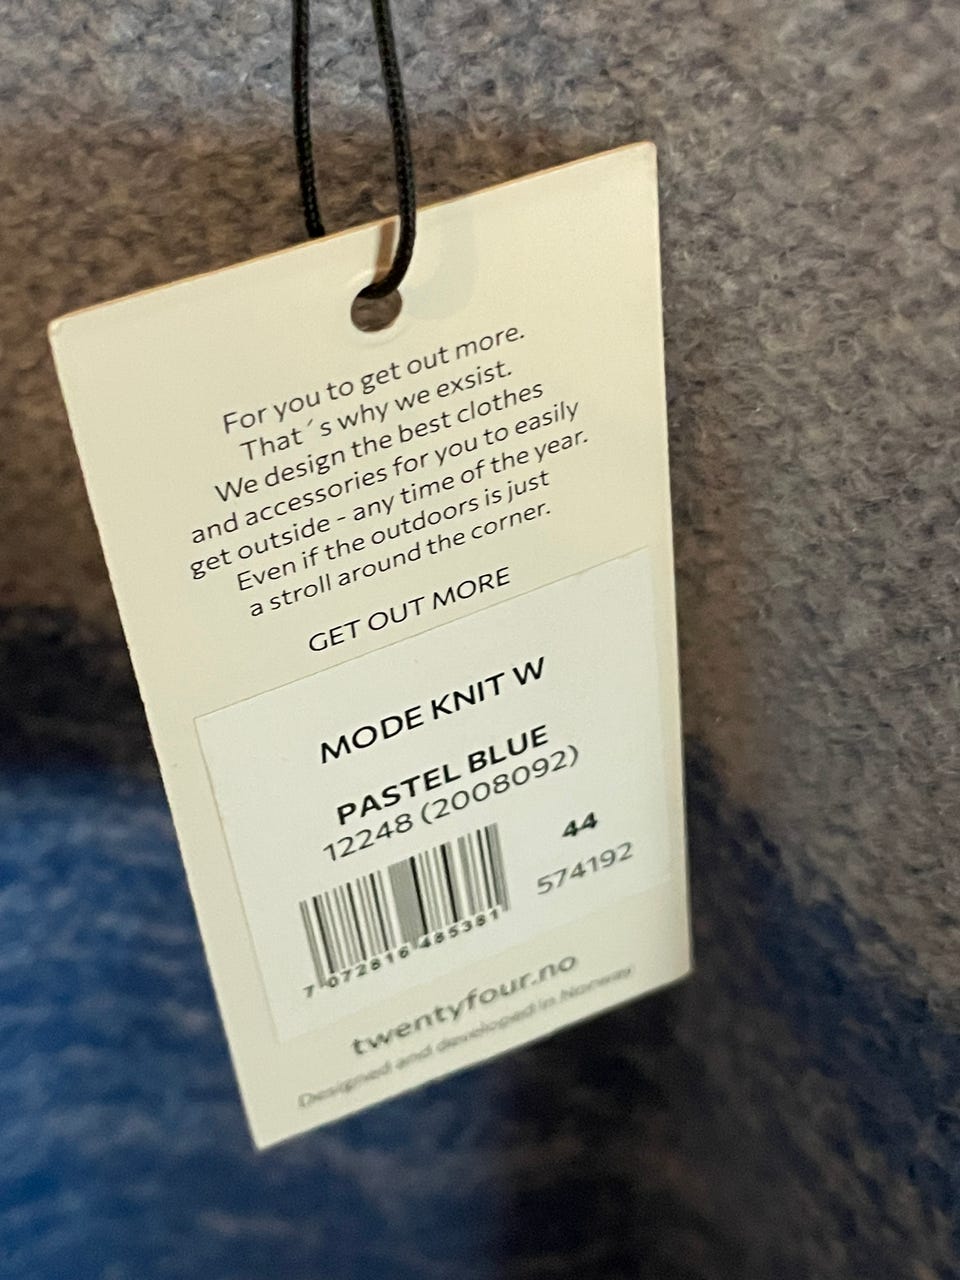 For you to get out more.
That´s why we exsist.
We design the best clothes
and accessories for you to easily
get outside - any time of the year.
Even if the outdoors is just
a stroll around the corner.
GET OUT MORE
MODE KNIT W
PASTEL BLUE
12248 (2008092)
44
574192
7 072816 485381
twentyfour.no
Designed and developed in Norway